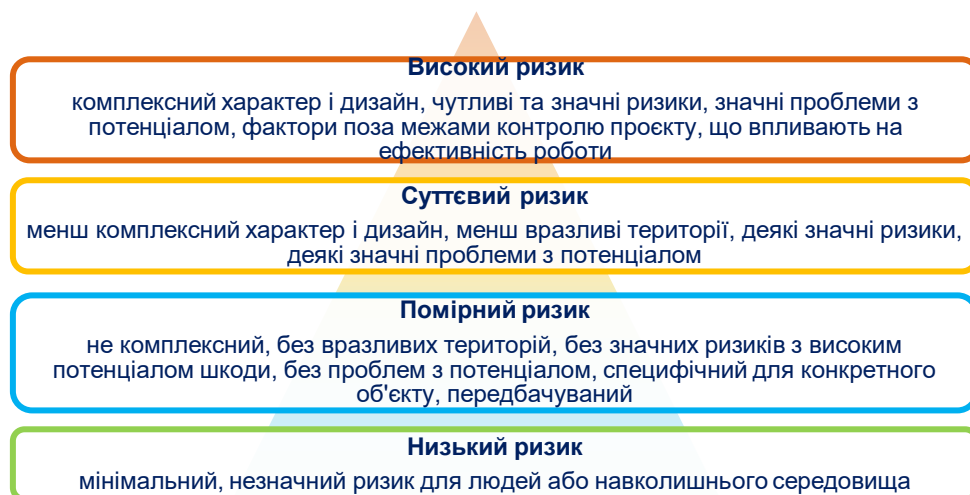 Високий ризик
комплексний характер і дизайн, чутливі та значні ризики, значні проблеми з
потенціалом, фактори поза межами контролю проєкту, що впливають на
ефективність роботи
Суттєвий ризик
менш комплексний характер і дизайн, менш вразливі території, деякі значні ризики,
деякі значні проблеми з потенціалом
Помірний ризик
не комплексний, без вразливих територій, без значних ризиків з високим
потенціалом шкоди, без проблем з потенціалом, специфічний для конкретного
об'єкту, передбачуваний
Низький ризик
мінімальний, незначний ризик для людей або навколишнього середовища